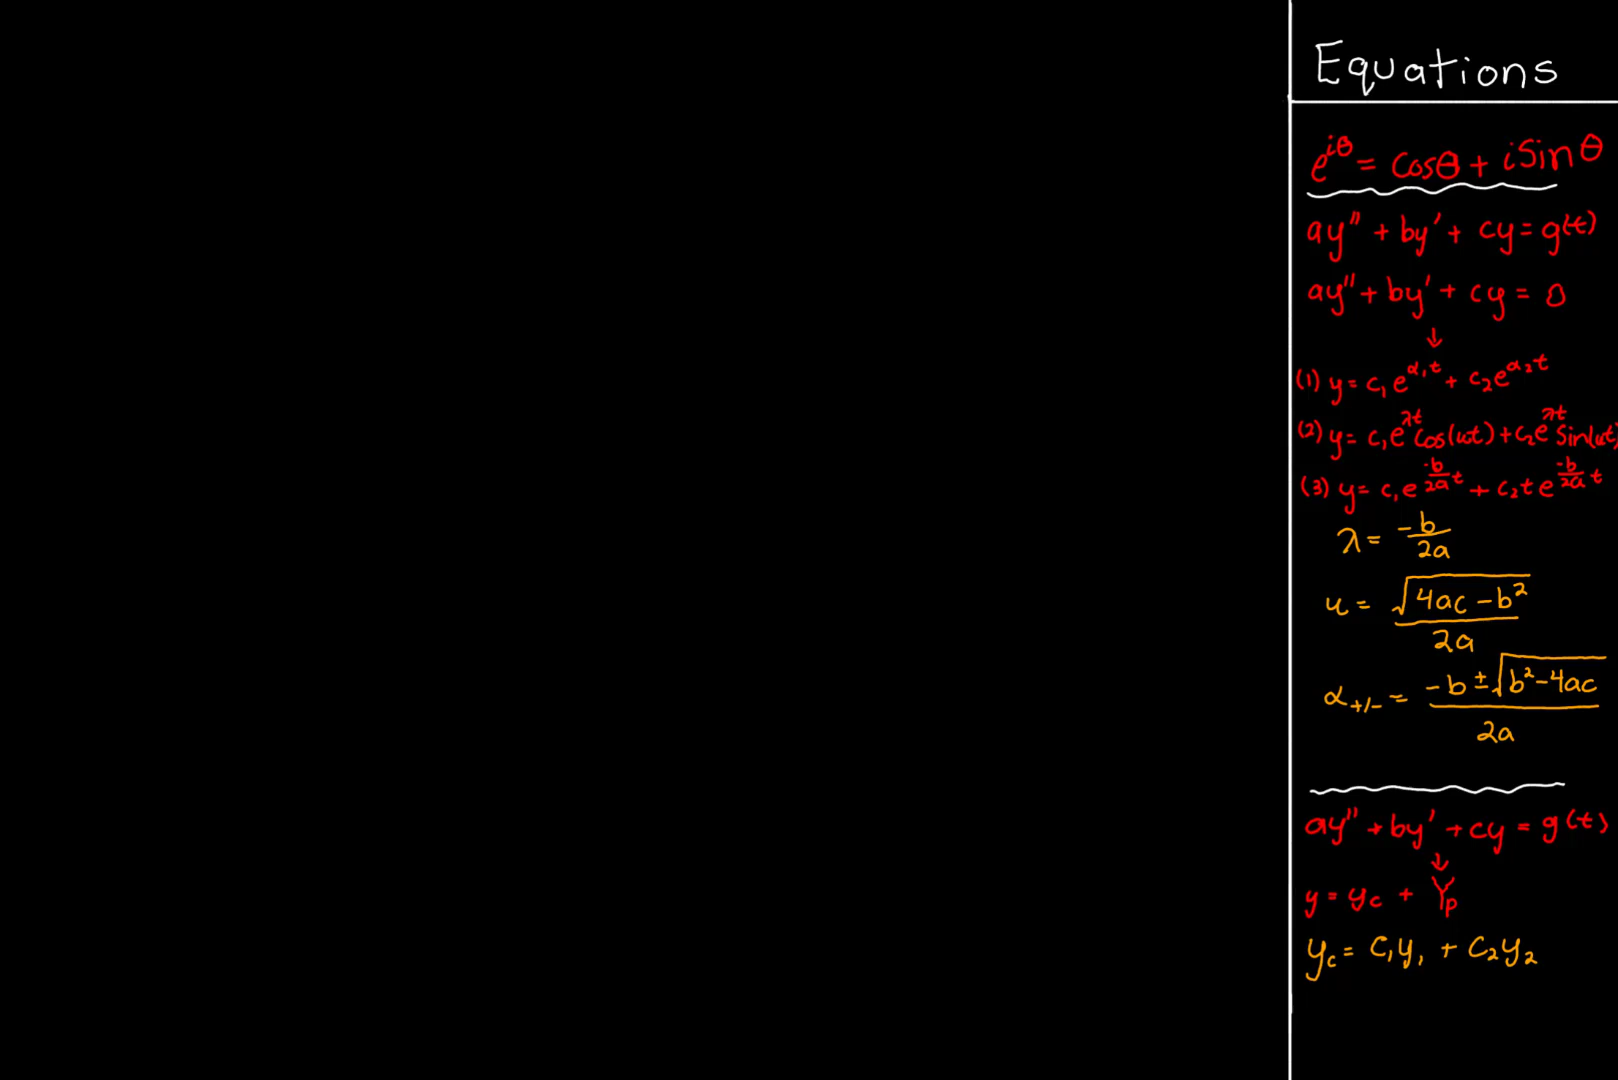 Equations
e^{iθ} = cosθ + i Sinθ
ay'' + by' + cy = g(t)
ay'' + by' + cy = 0
↓
(1) y = c₁e^{α₁t} + c₂e^{α₂t}
(2) y = c₁e^{λt}cos(ut) + c₂e^{λt}Sin(ut)
(3) y = c₁e^{-b/2a t} + c₂te^{-b/2a t}
λ = -b/2a
u = √(4ac - b²)/2a
α₊/₋ = (-b ± √(b² - 4ac))/2a
ay'' + by' + cy = g(t)
↓
y = y_c + Y_p
y_c = C₁y₁ + C₂y₂